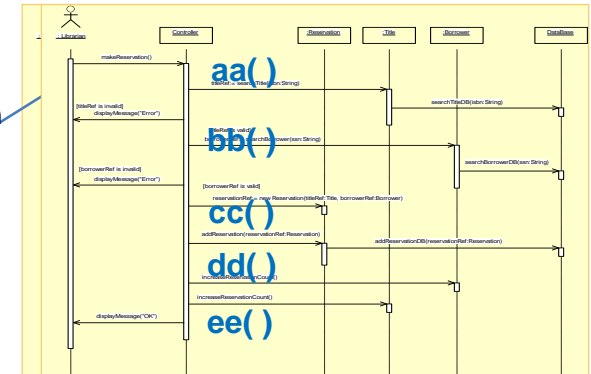 : Librarian
Controller
:Reservation
:Title
:Borrower
DataBase
makeReservation()
aa( )
titleRef:= searchTitle(isbn:String)
searchTitleDB(isbn:String)
[titleRef is invalid]
displayMessage("Error")
[titleRef is valid]
bb( )
searchBorrower(ssn:String)
searchBorrowerDB(ssn:String)
[borrowerRef is invalid]
displayMessage("Error")
[borrowerRef is valid]
reservationRef:= new Reservation(titleRef:Title, borrowerRef:Borrower)
cc( )
addReservation(reservationRef:Reservation)
addReservationDB(reservationRef:Reservation)
dd( )
increaseReservationCount()
increaseReservationCount()
displayMessage("OK")
ee( )